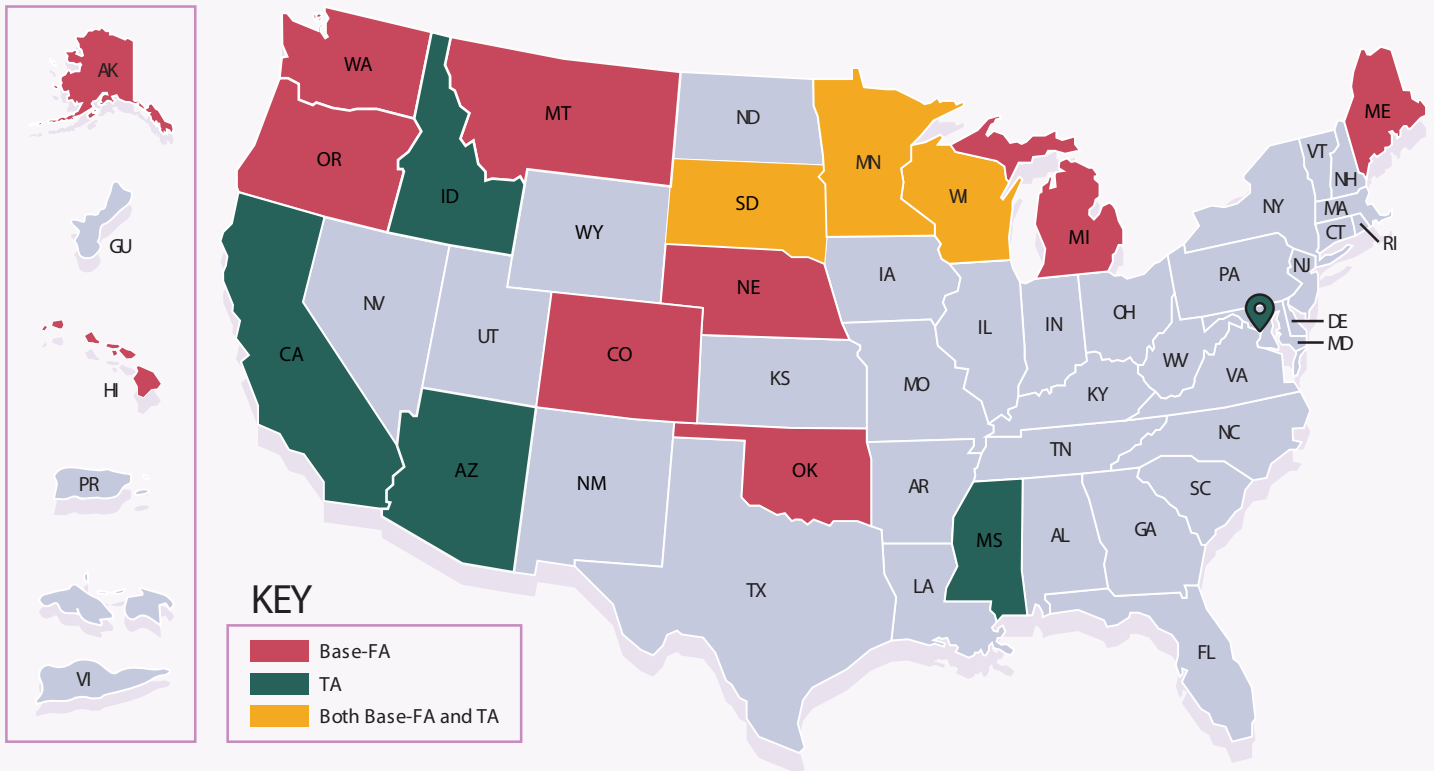 AK
GU
HI
PR
VI
WA
MT
ND
ME
OR
MN
VT
ID
NH
SD
WI
NY
MA
WY
CT
MI
RI
IA
PA
NJ
NE
NV
OH
DE
UT
IL
IN
MD
CA
CO
WV
KS
MO
VA
KY
NC
TN
AZ
OK
NM
AR
SC
MS
AL
GA
TX
LA
FL
KEY
Base-FA
TA
Both Base-FA and TA